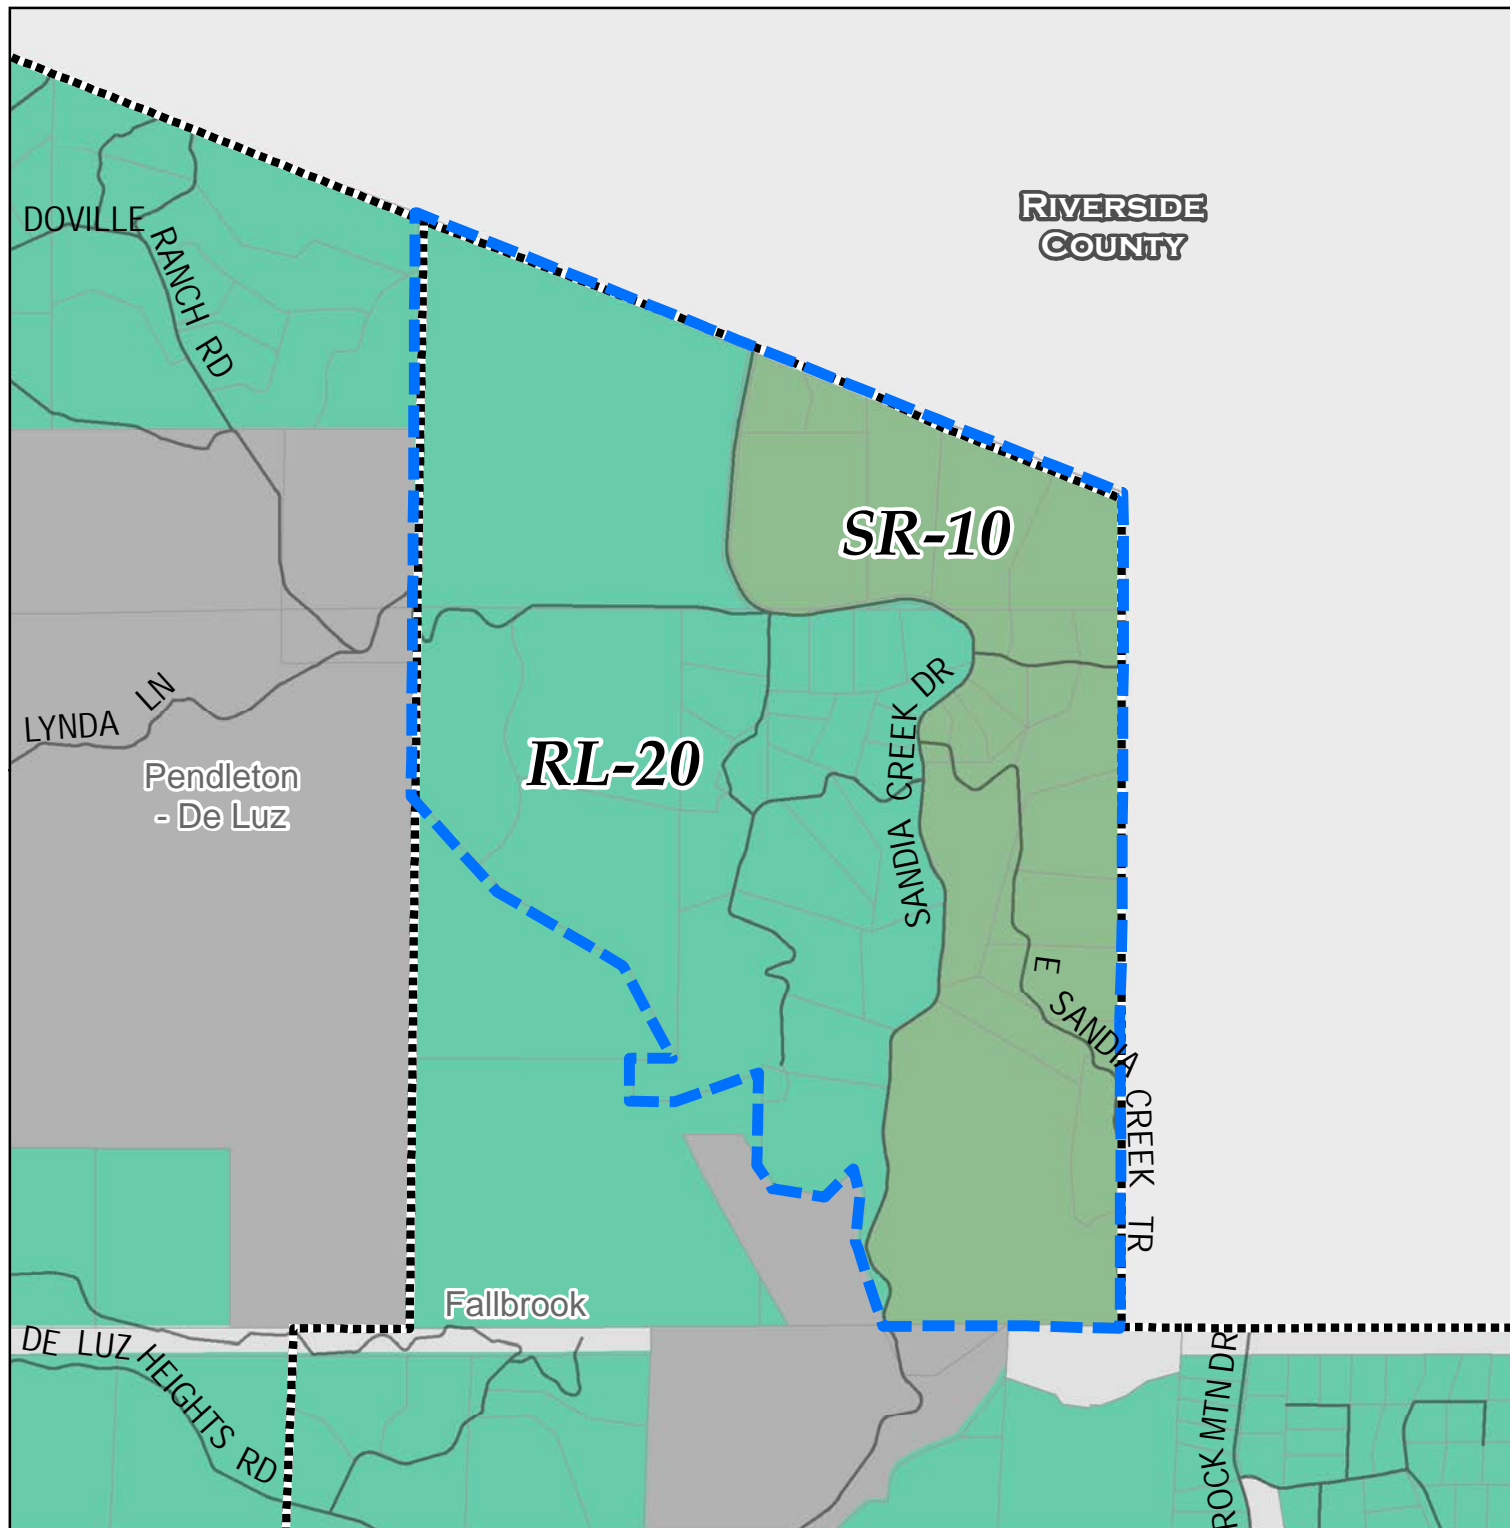 RIVERSIDE
COUNTY
DOVILLE
RANCH RD
SR-10
SANDIA CREEK DR
LYNDA LN
RL-20
Pendleton
- De Luz
E SANDIA CREEK TR
Fallbrook
DE LUZ HEIGHTS RD
ROCK MTN DR